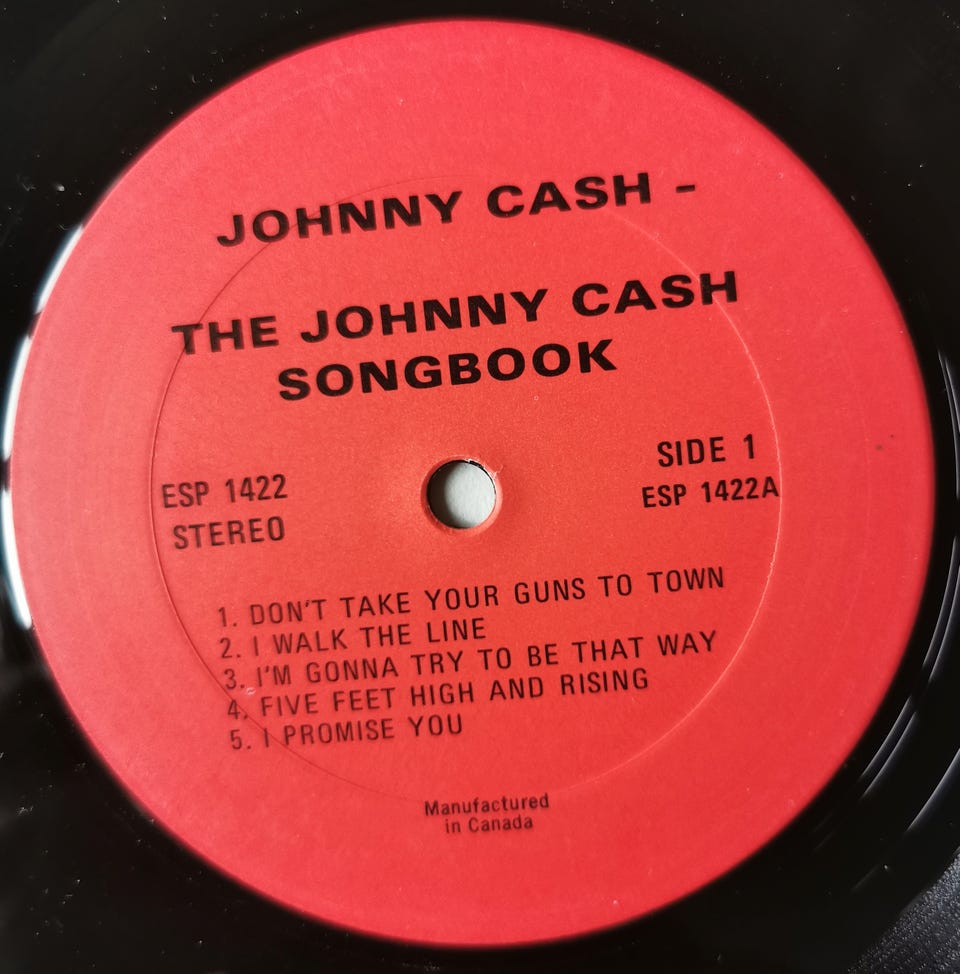 JOHNNY CASH -
THE JOHNNY CASH
SONGBOOK
ESP 1422
STEREO
SIDE 1
ESP 1422A
1. DON'T TAKE YOUR GUNS TO TOWN
2. I WALK THE LINE
3. I'M GONNA TRY TO BE THAT WAY
4. FIVE FEET HIGH AND RISING
5. I PROMISE YOU
Manufactured
in Canada